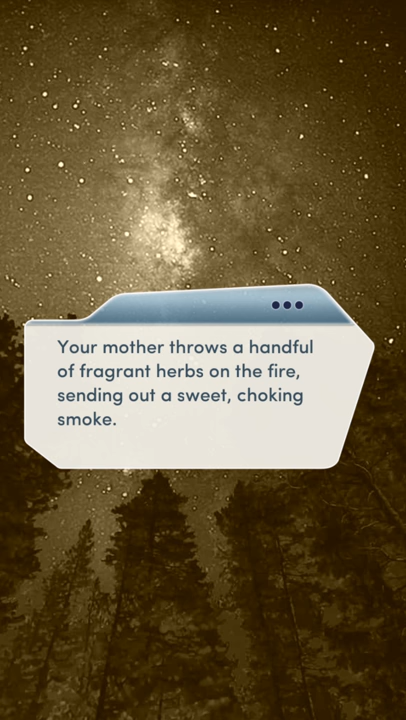 Your mother throws a handful
of fragrant herbs on the fire,
sending out a sweet, choking
smoke.